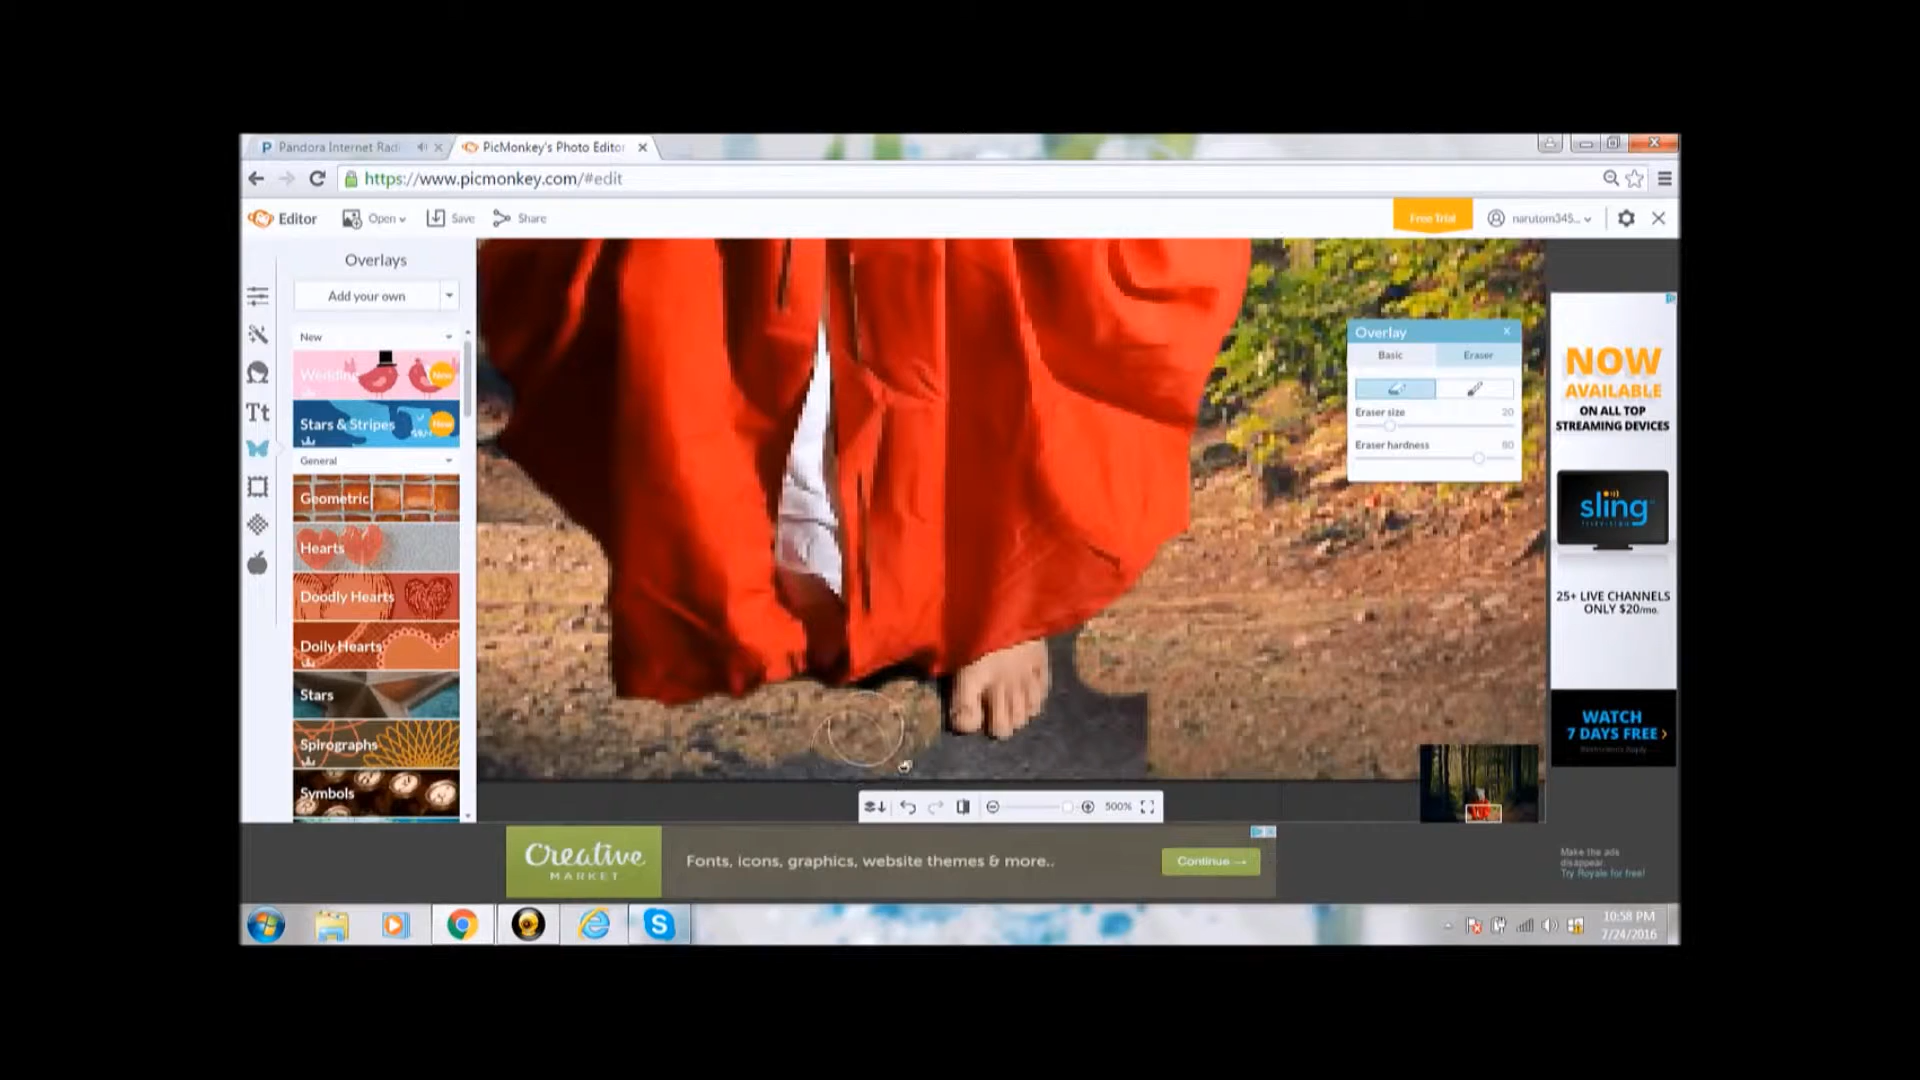 Pandora Internet Radi
PicMonkey's Photo Editor
https://www.picmonkey.com/#edit
Editor
Open
Save
Share
Free Trial
narutom345...
Overlays
Add your own
New
Wedding
New
Stars & Stripes
New
General
Geometric
Hearts
Doodly Hearts
Doily Hearts
Stars
Spirographs
Symbols
Overlay
Basic
Eraser
Eraser size
20
Eraser hardness
80
NOW
AVAILABLE
ON ALL TOP
STREAMING DEVICES
sling
TELEVISION
25+ LIVE CHANNELS
ONLY $20/mo.
WATCH
7 DAYS FREE
500%
Creative
MARKET
Fonts, icons, graphics, website themes & more..
Continue →
Make the ads
disappear.
Try Royale for free!
10:58 PM
7/24/2016